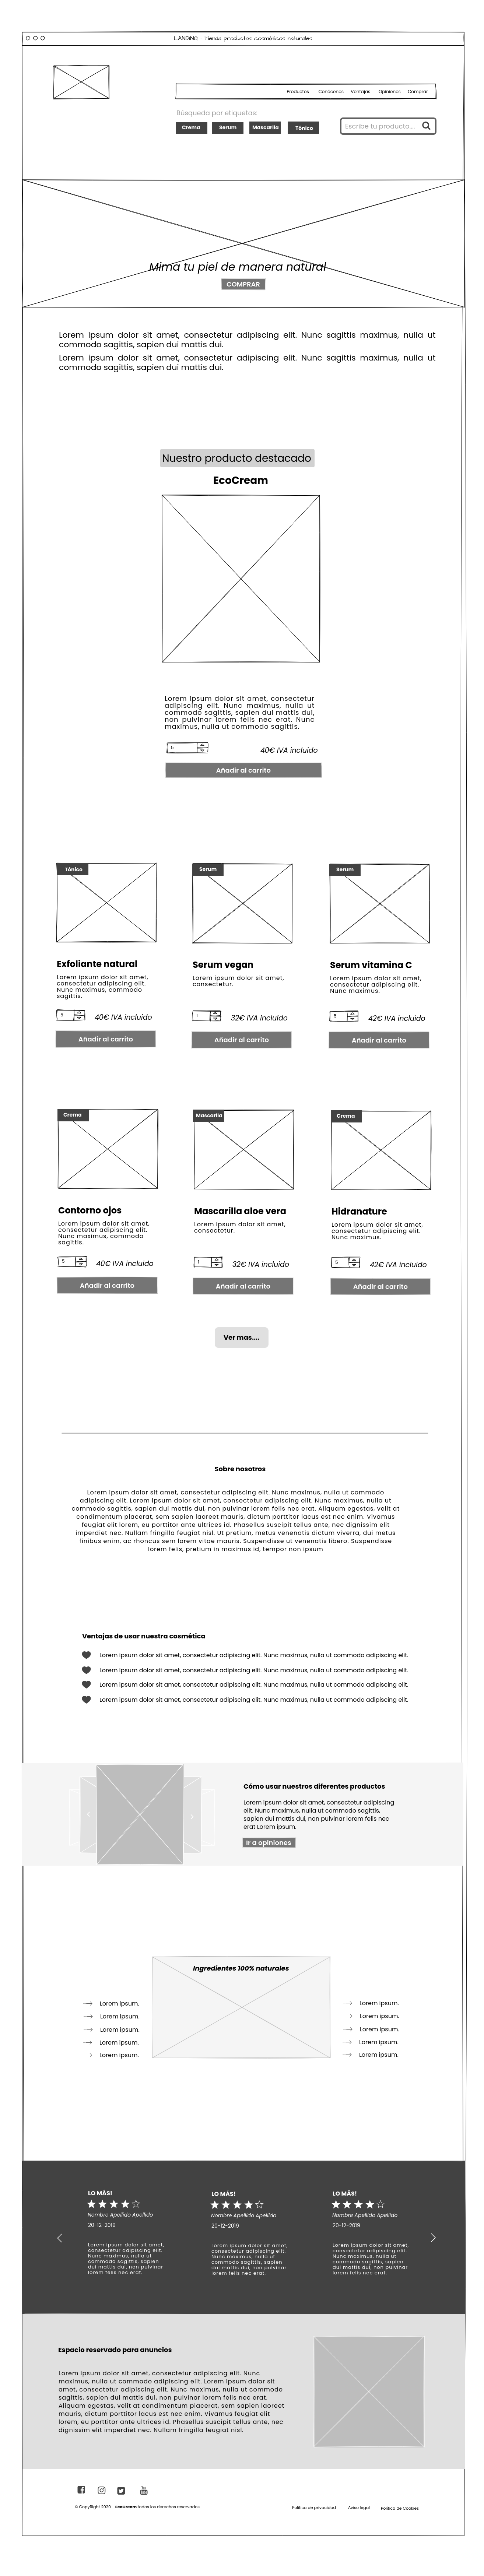 LANDING - Tienda productos cosméticos naturales
Productos Conócenos Ventajas Opiniones Comprar
Búsqueda por etiquetas:
Crema Serum Mascarlla Tónico
Escribe tu producto...
Mima tu piel de manera natural
COMPRAR
Lorem ipsum dolor sit amet, consectetur adipiscing elit. Nunc sagittis maximus, nulla ut
commodo sagittis, sapien dui mattis dui.
Lorem ipsum dolor sit amet, consectetur adipiscing elit. Nunc sagittis maximus, nulla ut
commodo sagittis, sapien dui mattis dui.
Nuestro producto destacado
EcoCream
Lorem ipsum dolor sit amet, consectetur
adipiscing elit. Nunc maximus, nulla ut
commodo sagittis, sapien dui mattis dui,
non pulvinar lorem felis nec erat. Nunc
maximus, nulla ut commodo sagittis.
5
40€ IVA incluido
Añadir al carrito
Tónico
Exfoliante natural
Lorem ipsum dolor sit amet,
consectetur adipiscing elit.
Nunc maximus, commodo
sagittis.
5
40€ IVA incluido
Añadir al carrito
Serum
Serum vegan
Lorem ipsum dolor sit amet,
consectetur.
1
32€ IVA incluido
Añadir al carrito
Serum
Serum vitamina C
Lorem ipsum dolor sit amet,
consectetur adipiscing elit.
Nunc maximus.
5
42€ IVA incluido
Añadir al carrito
Crema
Contorno ojos
Lorem ipsum dolor sit amet,
consectetur adipiscing elit.
Nunc maximus, commodo
sagittis.
5
40€ IVA incluido
Añadir al carrito
Mascarlla
Mascarilla aloe vera
Lorem ipsum dolor sit amet,
consectetur.
1
32€ IVA incluido
Añadir al carrito
Crema
Hidranature
Lorem ipsum dolor sit amet,
consectetur adipiscing elit.
Nunc maximus.
5
42€ IVA incluido
Añadir al carrito
Ver mas....
Sobre nosotros
Lorem ipsum dolor sit amet, consectetur adipiscing elit. Nunc maximus, nulla ut commodo
adipiscing elit. Lorem ipsum dolor sit amet, consectetur adipiscing elit. Nunc maximus, nulla ut
commodo sagittis, sapien dui mattis dui, non pulvinar lorem felis nec erat. Aliquam egestas, velit at
condimentum placerat, sem sapien laoreet mauris, dictum porttitor lacus est nec enim. Vivamus
feugiat elit lorem, eu porttitor ante ultrices id. Phasellus suscipit tellus ante, nec dignissim elit
imperdiet nec. Nullam fringilla feugiat nisl. Ut pretium, metus venenatis dictum viverra, dui metus
finibus enim, ac rhoncus sem lorem vitae mauris. Suspendisse ut venenatis libero. Suspendisse
lorem felis, pretium in maximus id, tempor non ipsum
Ventajas de usar nuestra cosmética
Lorem ipsum dolor sit amet, consectetur adipiscing elit. Nunc maximus, nulla ut commodo adipiscing elit.
Lorem ipsum dolor sit amet, consectetur adipiscing elit. Nunc maximus, nulla ut commodo adipiscing elit.
Lorem ipsum dolor sit amet, consectetur adipiscing elit. Nunc maximus, nulla ut commodo adipiscing elit.
Lorem ipsum dolor sit amet, consectetur adipiscing elit. Nunc maximus, nulla ut commodo adipiscing elit.
Cómo usar nuestros diferentes productos
Lorem ipsum dolor sit amet, consectetur adipiscing
elit. Nunc maximus, nulla ut commodo sagittis,
sapien dui mattis dui, non pulvinar lorem felis nec
erat Lorem ipsum.
Ir a opiniones
Ingredientes 100% naturales
Lorem ipsum.
Lorem ipsum.
Lorem ipsum.
Lorem ipsum.
Lorem ipsum.
Lorem ipsum.
Lorem ipsum.
Lorem ipsum.
Lorem ipsum.
Lorem ipsum.
LO MÁS!
Nombre Apellido Apellido
20-12-2019
Lorem ipsum dolor sit amet,
consectetur adipiscing elit.
Nunc maximus, nulla ut
commodo sagittis, sapien
dui mattis dui, non pulvinar
lorem felis nec erat.
LO MÁS!
Nombre Apellido Apellido
20-12-2019
Lorem ipsum dolor sit amet,
consectetur adipiscing elit.
Nunc maximus, nulla ut
commodo sagittis, sapien
dui mattis dui, non pulvinar
lorem felis nec erat.
LO MÁS!
Nombre Apellido Apellido
20-12-2019
Lorem ipsum dolor sit amet,
consectetur adipiscing elit.
Nunc maximus, nulla ut
commodo sagittis, sapien
dui mattis dui, non pulvinar
lorem felis nec erat.
Espacio reservado para anuncios
Lorem ipsum dolor sit amet, consectetur adipiscing elit. Nunc
maximus, nulla ut commodo adipiscing elit. Lorem ipsum dolor sit
amet, consectetur adipiscing elit. Nunc maximus, nulla ut commodo
sagittis, sapien dui mattis dui, non pulvinar lorem felis nec erat.
Aliquam egestas, velit at condimentum placerat, sem sapien laoreet
mauris, dictum porttitor lacus est nec enim. Vivamus feugiat elit
lorem, eu porttitor ante ultrices id. Phasellus suscipit tellus ante, nec
dignissim elit imperdiet nec. Nullam fringilla feugiat nisl.
© CopyRight 2020 - EcoCream todos los derechos reservados
Política de privacidad Aviso legal Política de Cookies